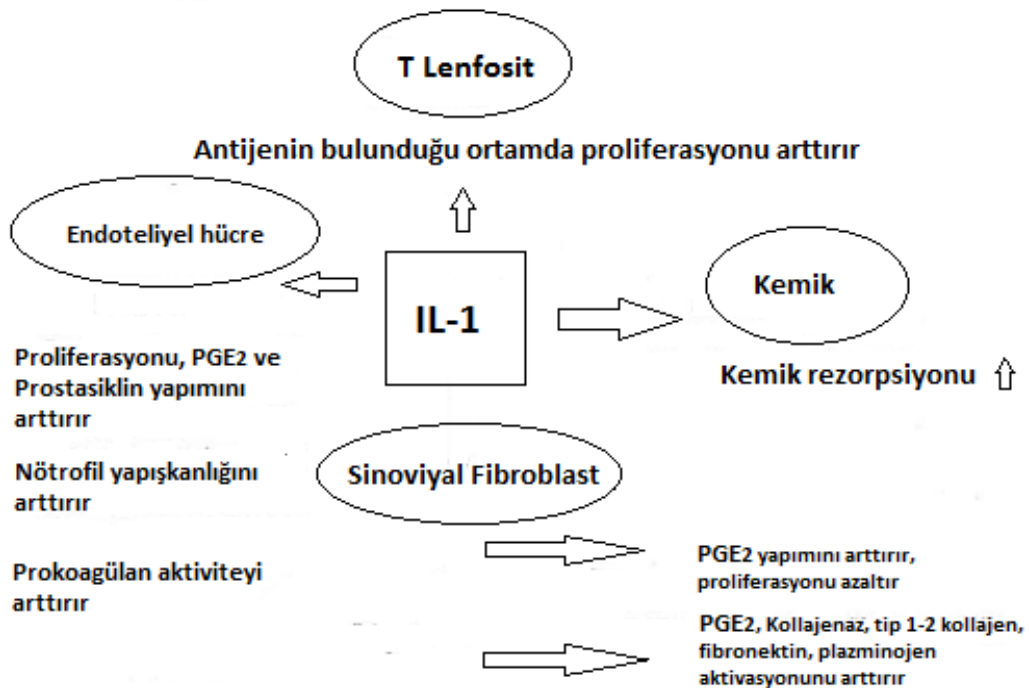 T Lenfosit
Antijenin bulunduğu ortamda proliferasyonu arttırır
Endoteliyel hücre
IL-1
Kemik
Proliferasyonu, PGE2 ve
Prostasiklin yapımını
arttırır
Kemik rezorpsiyonu
Nötrofil yapışkanlığını
arttırır
Sinoviyal Fibroblast
Prokoagülan aktiviteyi
arttırır
PGE2 yapımını arttırır,
proliferasyonu azaltır
PGE2, Kollajenaz, tip 1-2 kollajen,
fibronektin, plazminojen
aktivasyonunu arttırır